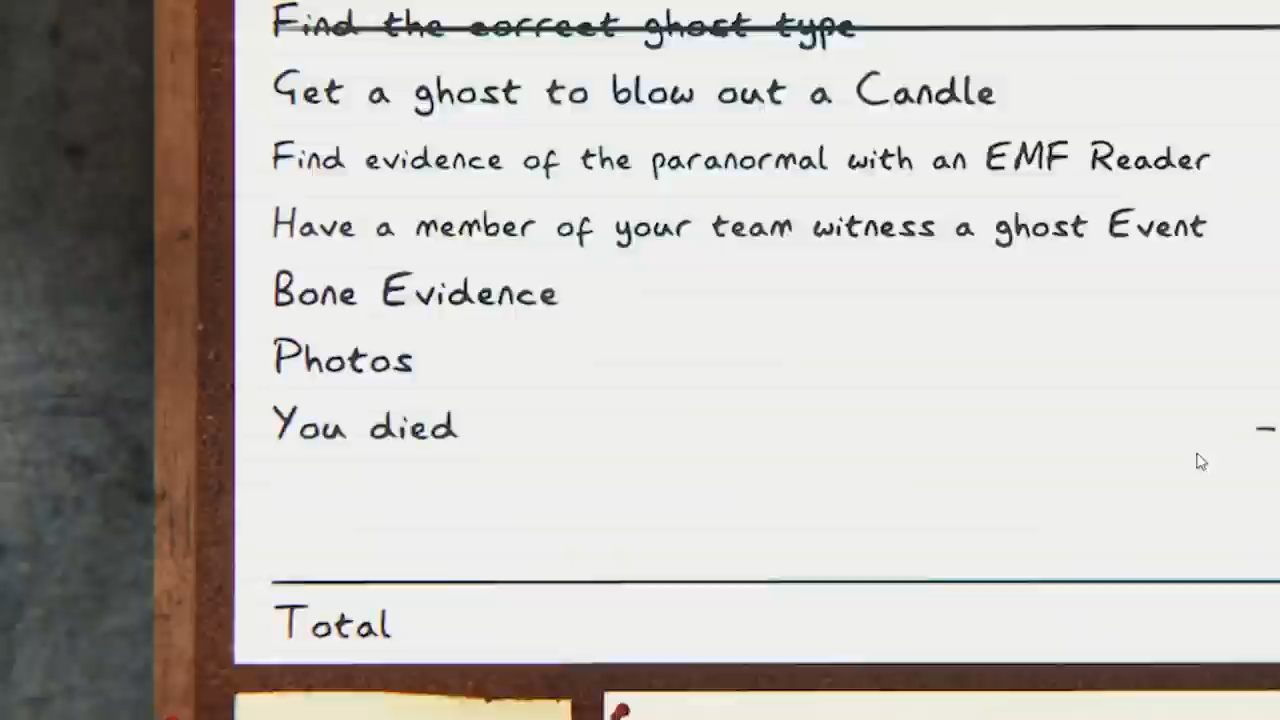 Find the correct ghost type
Get a ghost to blow out a Candle
Find evidence of the paranormal with an EMF Reader
Have a member of your team witness a ghost Event
Bone Evidence
Photos
You died -
Total